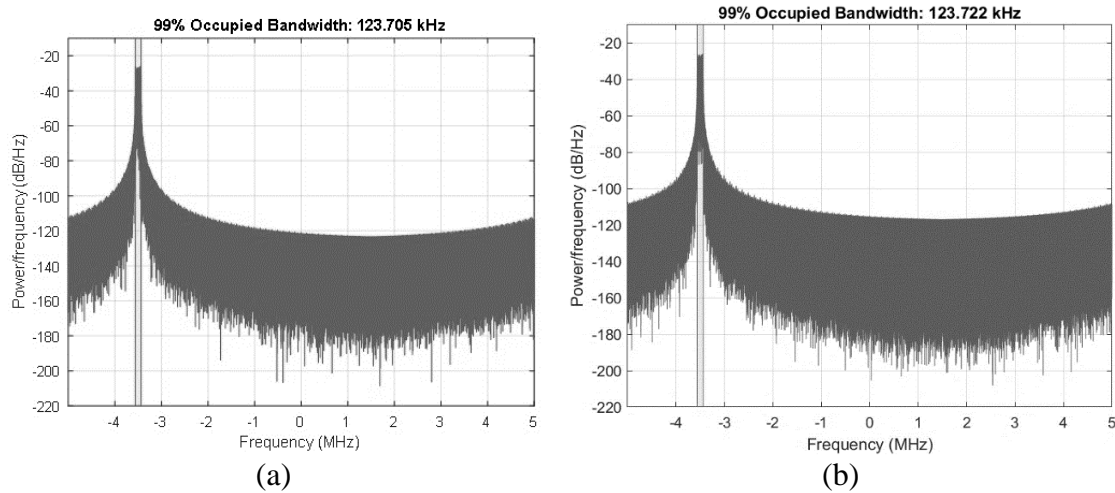 99% Occupied Bandwidth: 123.705 kHz
Power/frequency (dB/Hz)
-20
-40
-60
-80
-100
-120
-140
-160
-180
-200
-220
-4 -3 -2 -1 0 1 2 3 4 5
Frequency (MHz)
(a)
99% Occupied Bandwidth: 123.722 kHz
Power/frequency (dB/Hz)
-20
-40
-60
-80
-100
-120
-140
-160
-180
-200
-220
-4 -3 -2 -1 0 1 2 3 4 5
Frequency (MHz)
(b)